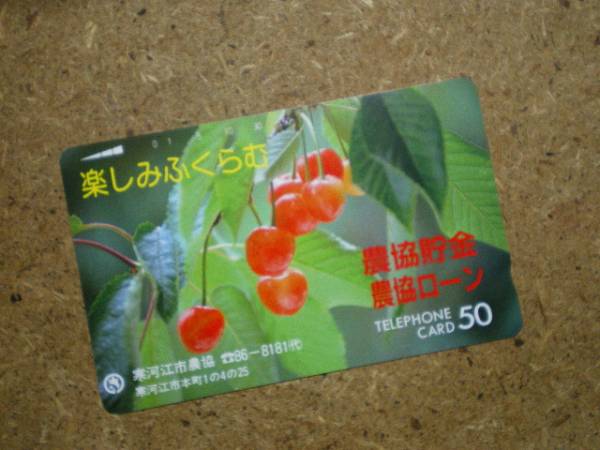 楽しみふくらむ
農協貯金
農協ローン
TELEPHONE
CARD 50
寒河江市農協 ☎86-8181代
寒河江市本町1の4の25